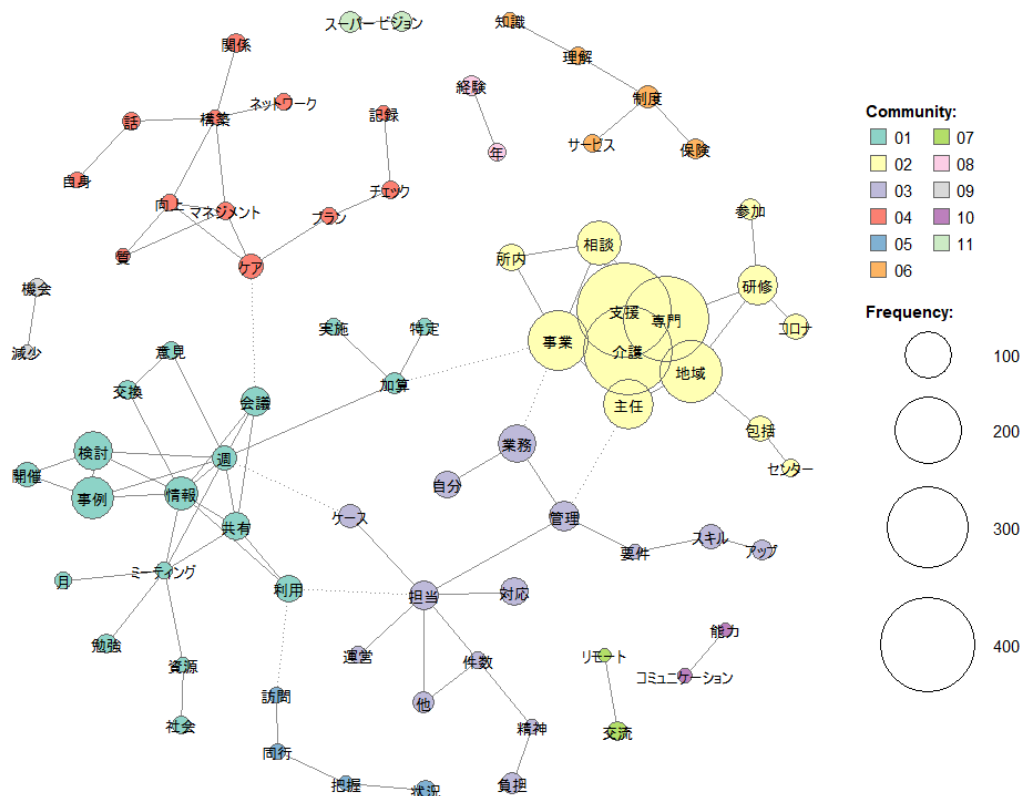 スーパー ビジョン
知識
関係
理解
経験
制度
ネットワーク
記録
構築
話
サービス
保険
年
自身
チェック
向上
マネジメント
プラン
参加
相談
所内
質
ケア
研修
機会
支援
専門
コロナ
実施
特定
事業
介護
減少
意見
地域
交換
加算
会議
主任
包括
業務
検討
週
センター
開催
自分
情報
事例
ケース
管理
共有
スキル
要件
アップ
月
ミーティング
利用
担当
対応
能力
勉強
運営
リモート
件数
資源
コミュニケーション
訪問
他
社会
精神
交流
同行
把握
負担
状況
Community:
01 07
02 08
03 09
04 10
05 11
06
Frequency:
100
200
300
400